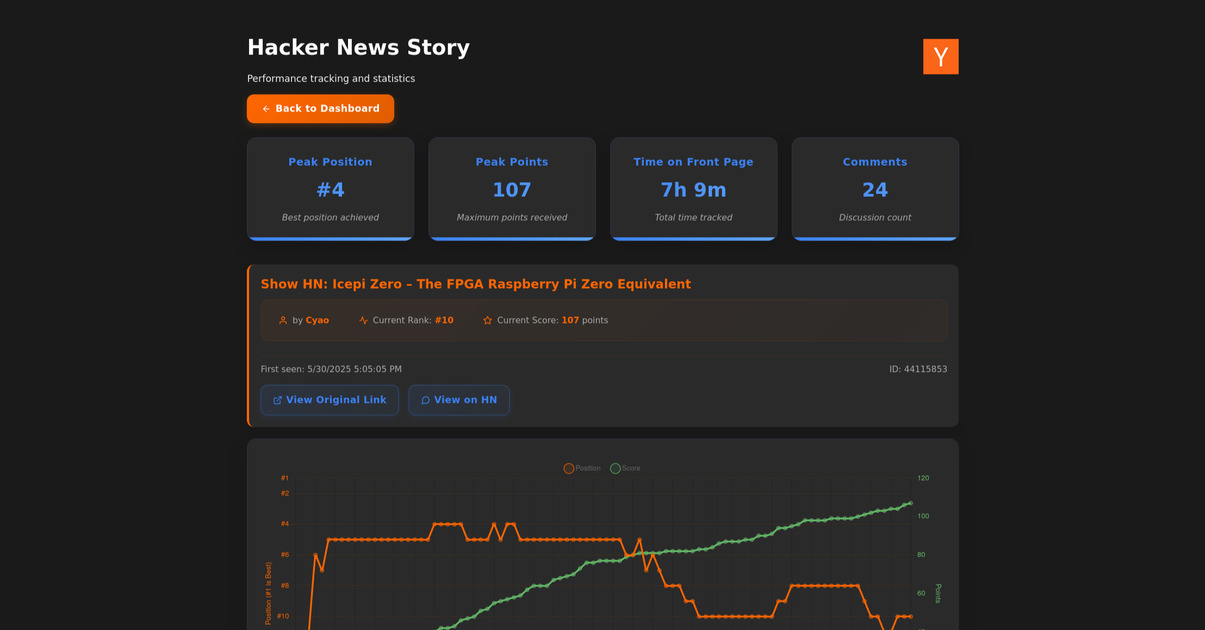 Hacker News Story
Y
Performance tracking and statistics
← Back to Dashboard
Peak Position
#4
Best position achieved
Peak Points
107
Maximum points received
Time on Front Page
7h 9m
Total time tracked
Comments
24
Discussion count
Show HN: Icepi Zero – The FPGA Raspberry Pi Zero Equivalent
by Cyao
Current Rank: #10
Current Score: 107 points
First seen: 5/30/2025 5:05:05 PM
ID: 44115853
View Original Link
View on HN
Position
Score
#1
#2
#4
#6
#8
#10
Position (#1 is Best)
120
100
80
60
Points